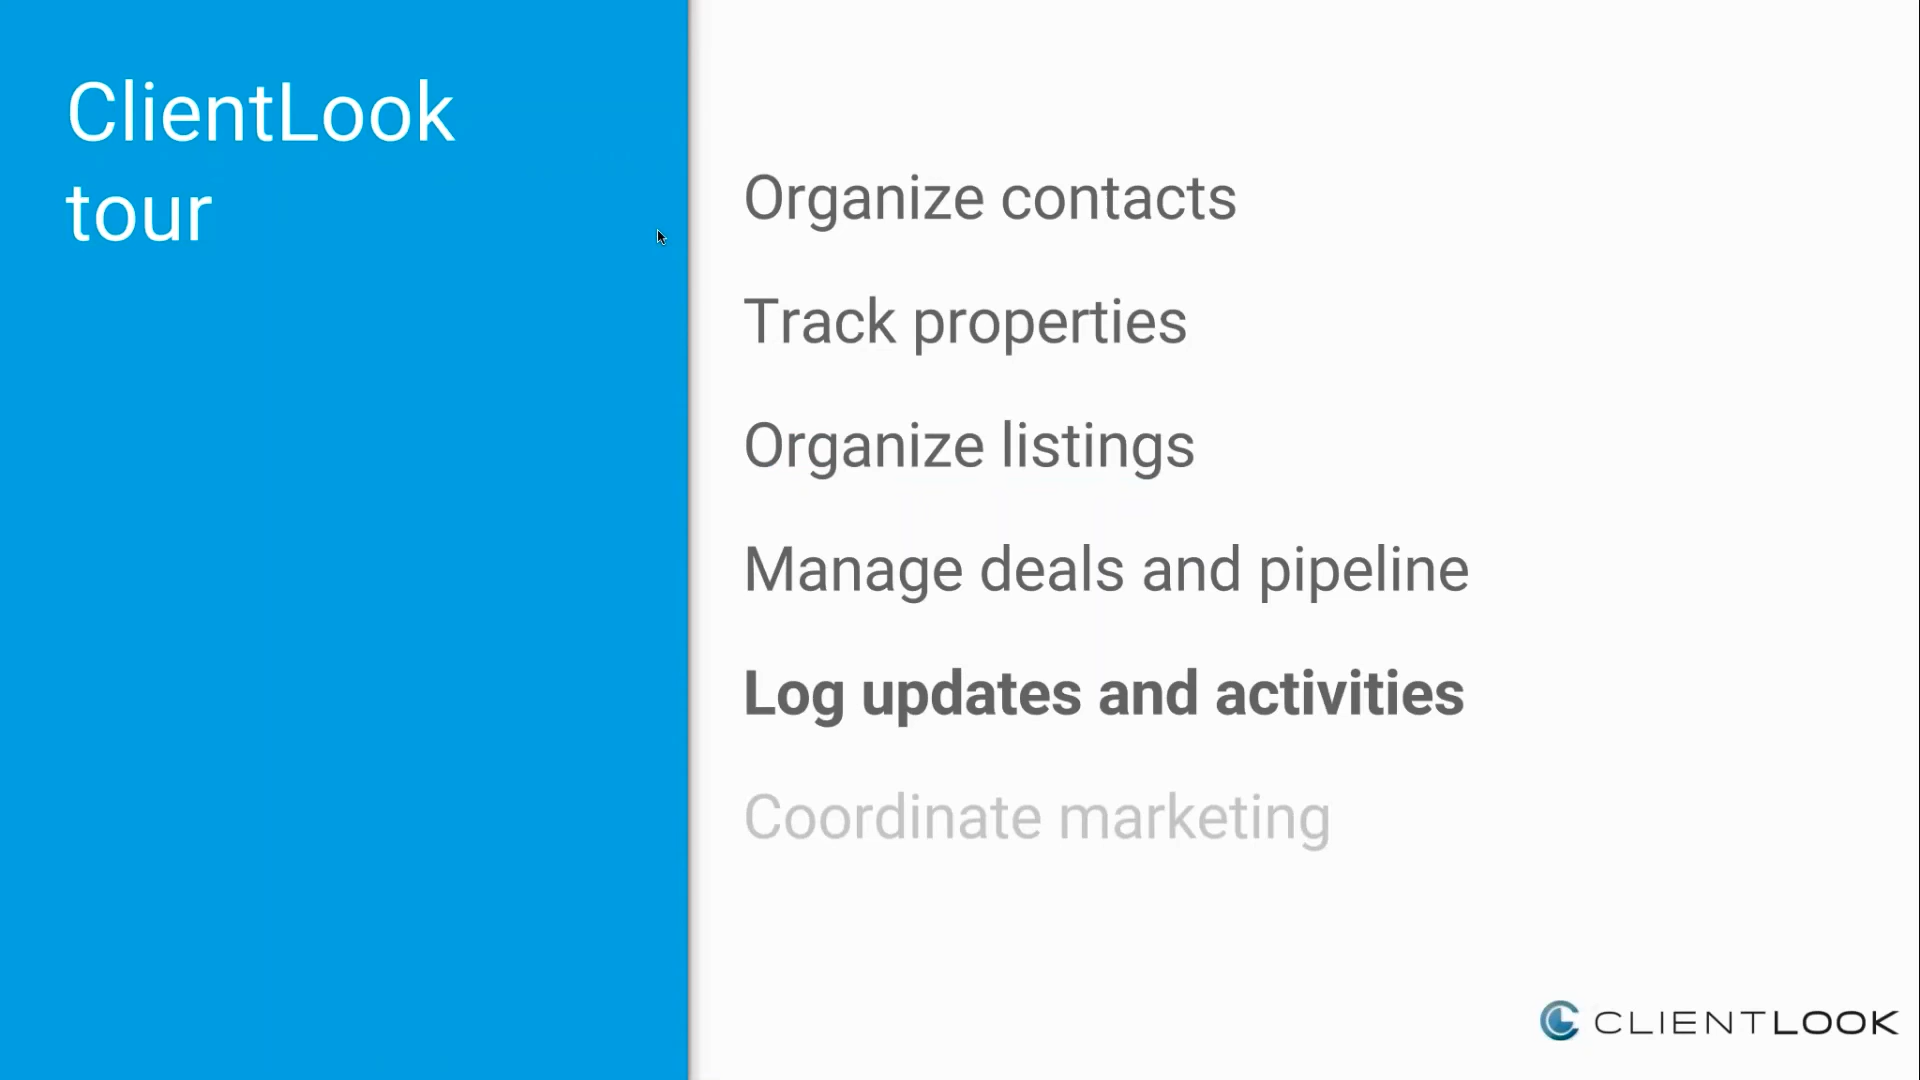 ClientLook
tour
Organize contacts
Track properties
Organize listings
Manage deals and pipeline
Log updates and activities
Coordinate marketing
CLIENTLOOK